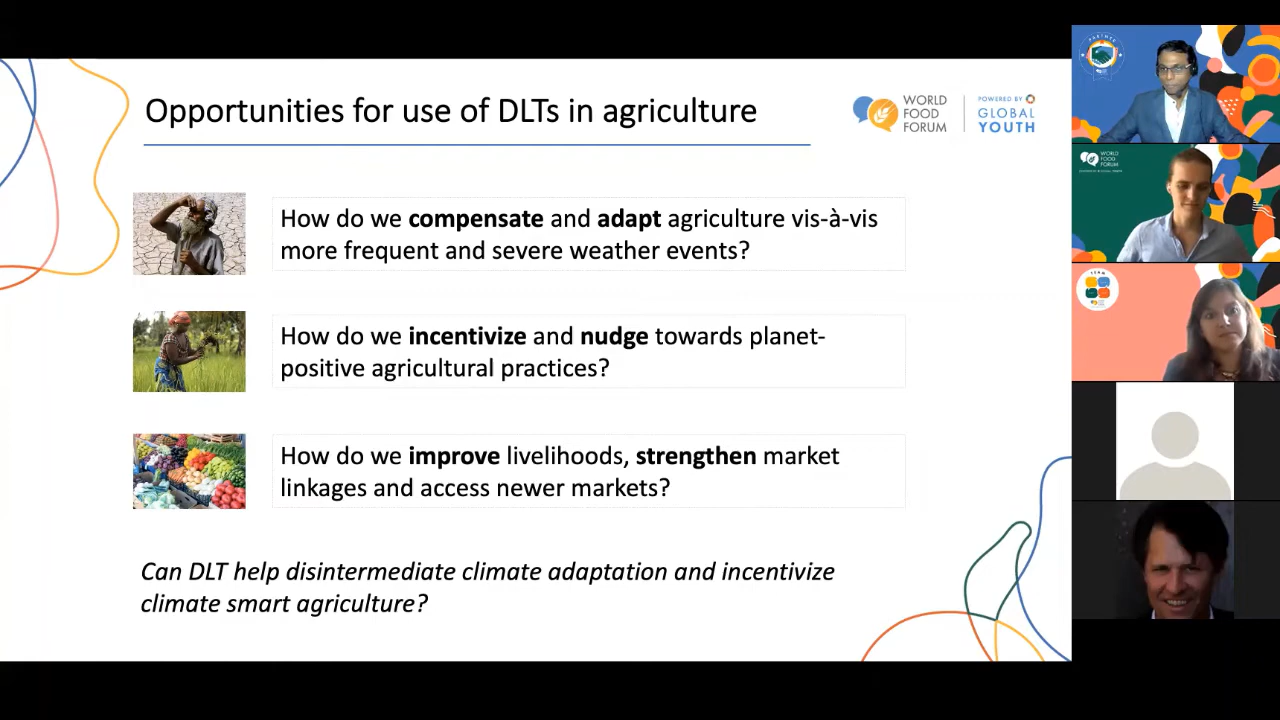 Opportunities for use of DLTs in agriculture
WORLD
FOOD
FORUM
POWERED BY
GLOBAL
YOUTH
How do we compensate and adapt agriculture vis-à-vis
more frequent and severe weather events?
How do we incentivize and nudge towards planet-
positive agricultural practices?
How do we improve livelihoods, strengthen market
linkages and access newer markets?
Can DLT help disintermediate climate adaptation and incentivize
climate smart agriculture?
WORLD
FOOD
FORUM